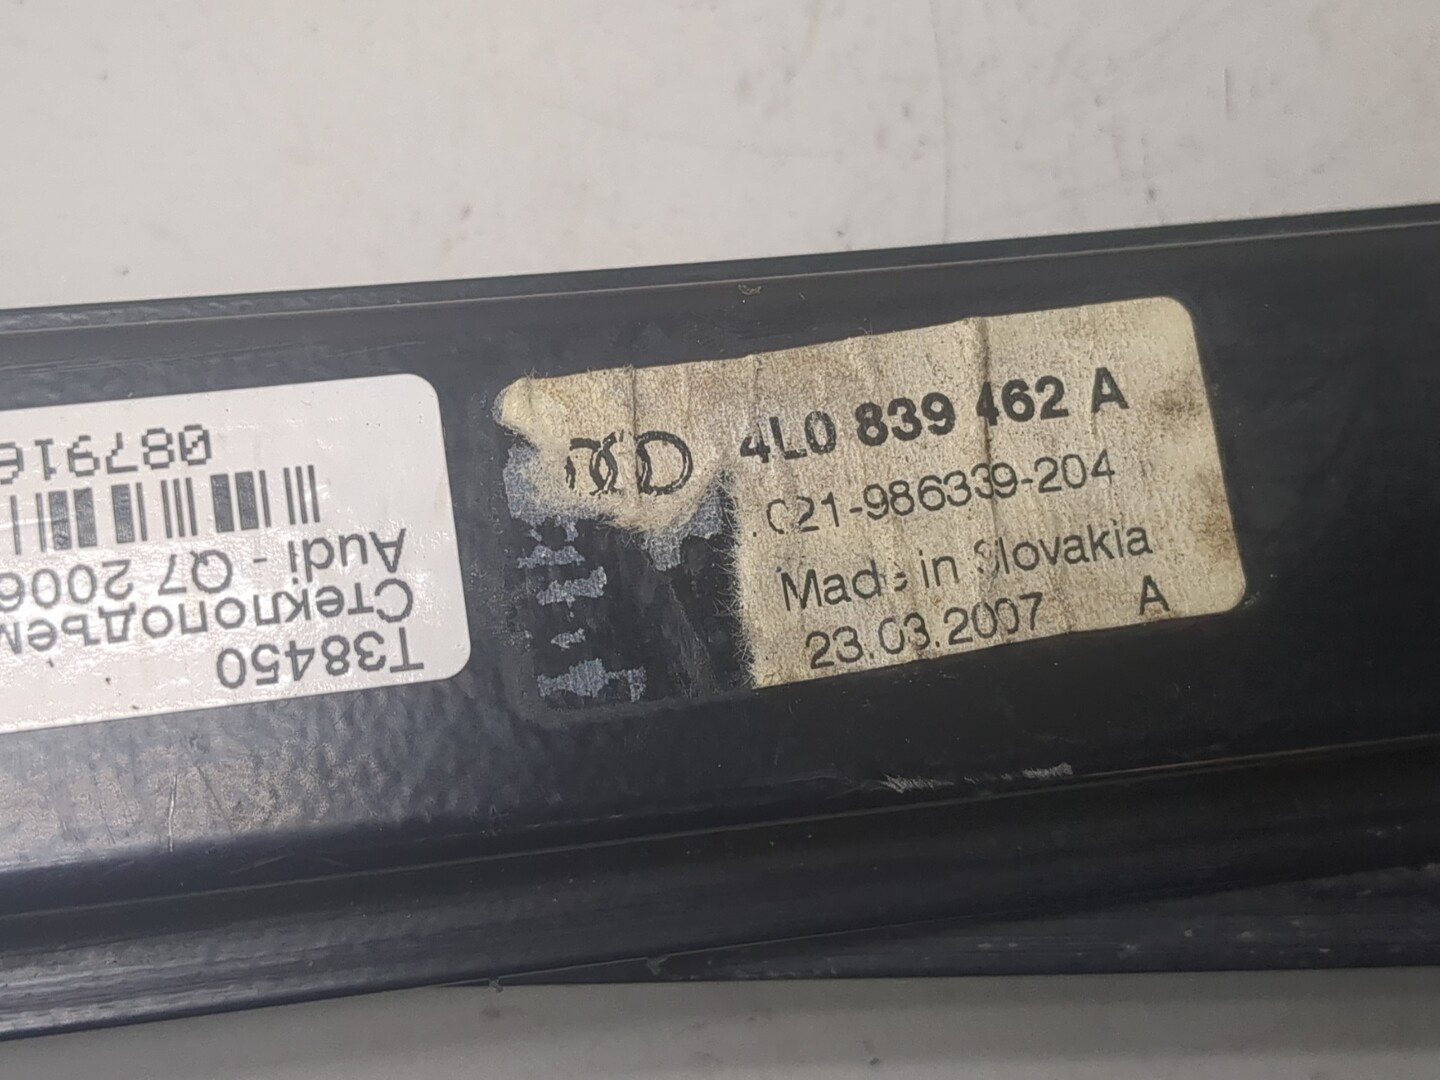 4L0 839 462 A
C21-986339-204
Made in Slovakia
23.03.2007 A
T38450
Стеклоподъем
Audi - Q7 2006
087916